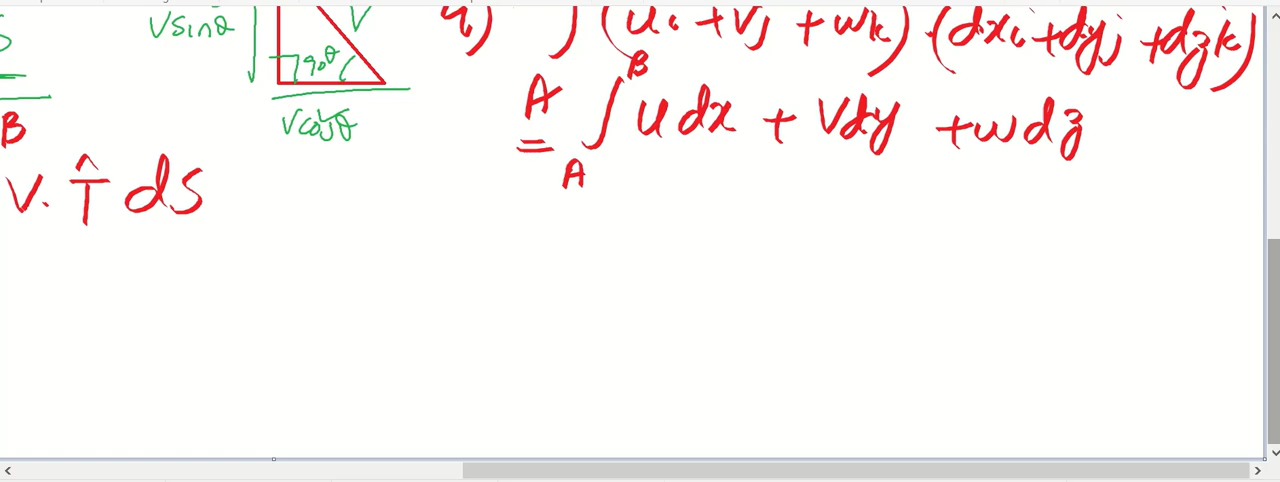 Vsinθ
V
90 θ
Vcosθ
B
V. T̂ ds
∫ (ui + vj + wk) . (dxi + dyj + dzk)
A
= ∫ udx + Vdy + wdz
B
A